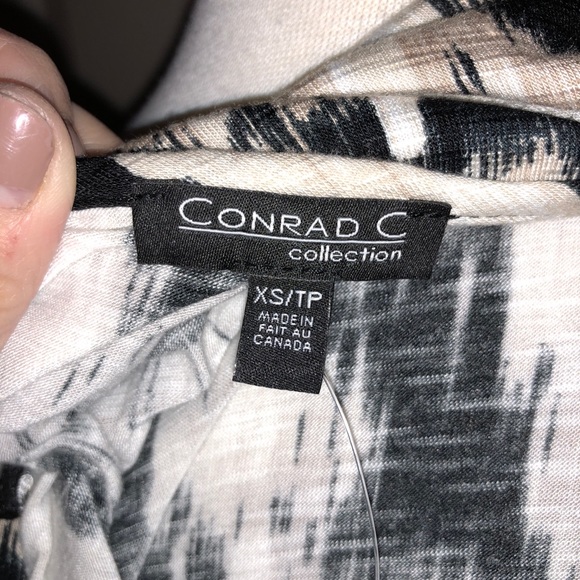 CONRAD C
collection
XS/TP
MADE IN
FAIT AU
CANADA